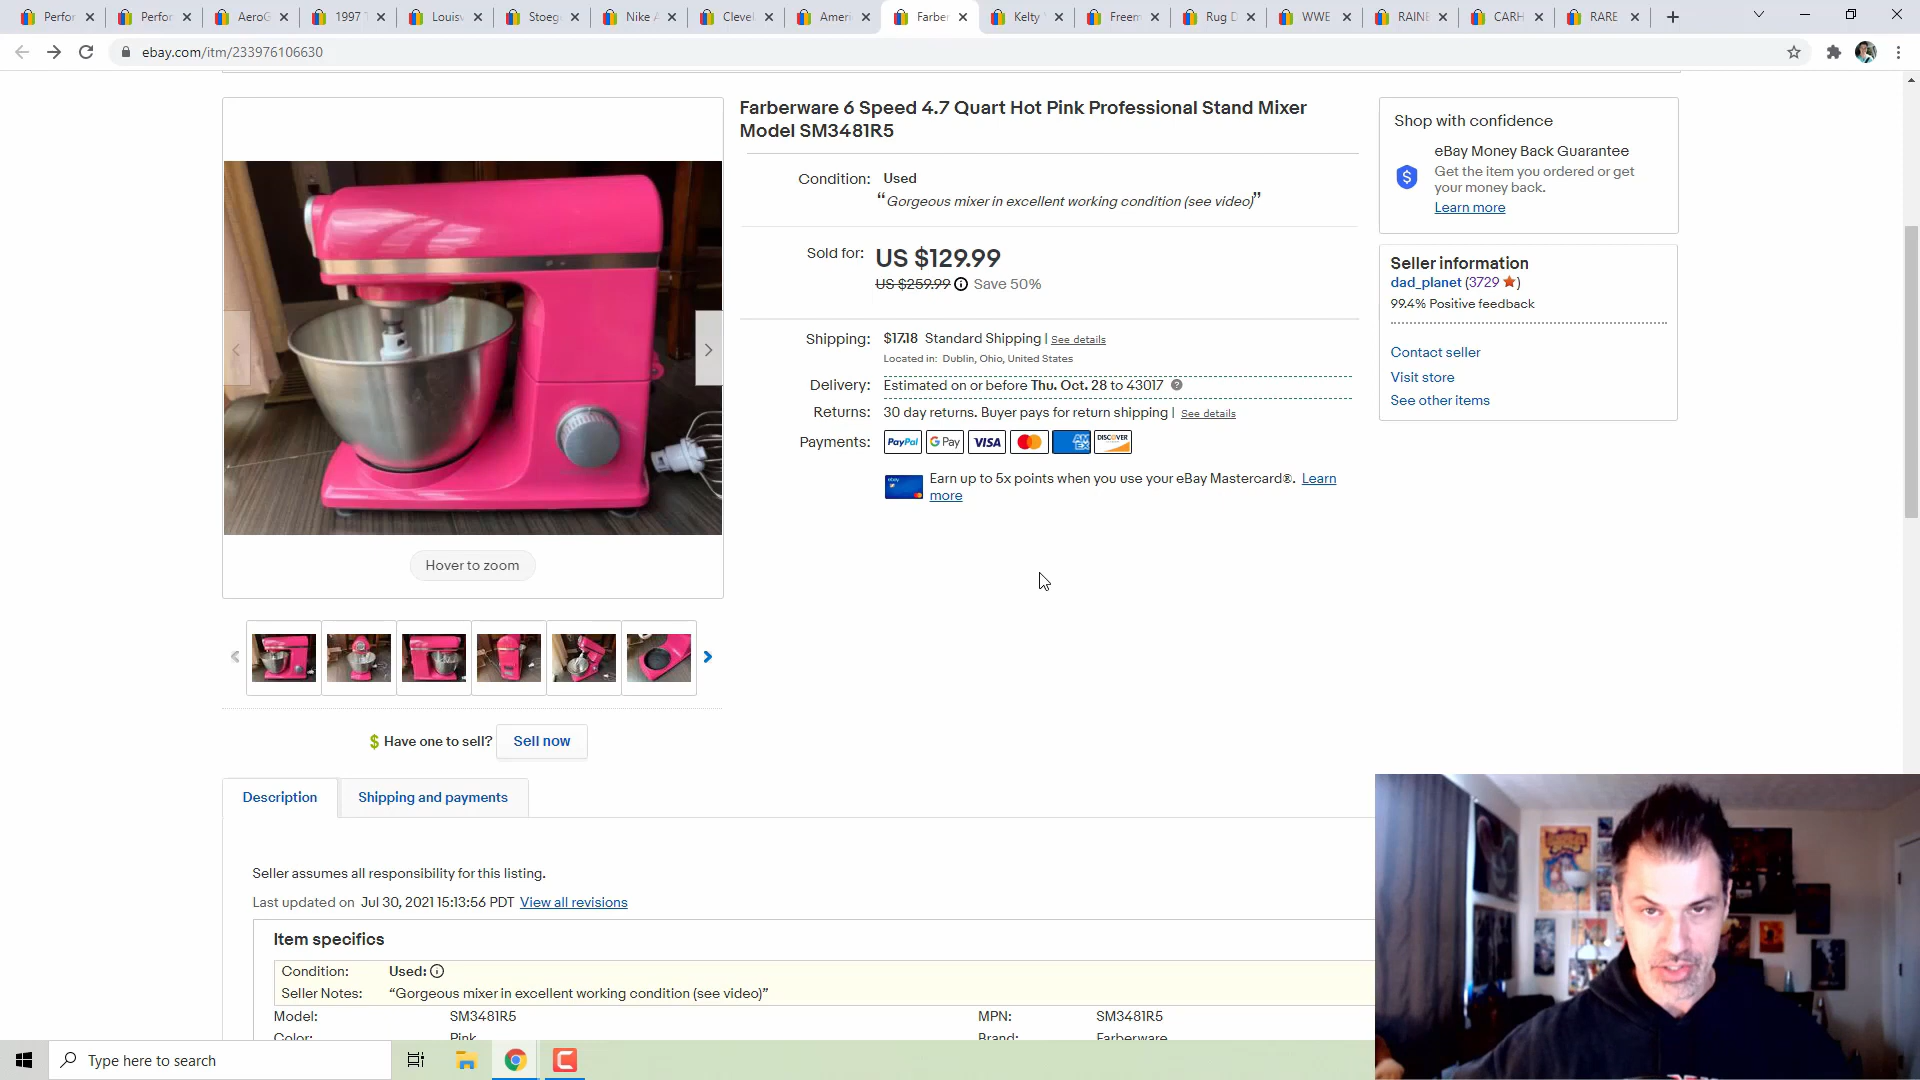 Perfor
Perfor
AeroG
1997 T
Louisv
Stoege
Nike A
Clevel
Ameri
Farber
Kelty
Freem
Rug D
WWE
RAINB
CARH
RARE
ebay.com/itm/233976106630
Farberware 6 Speed 4.7 Quart Hot Pink Professional Stand Mixer
Model SM3481R5
Condition: Used
“Gorgeous mixer in excellent working condition (see video)”
Sold for: US $129.99
US $259.99 Save 50%
Shipping: $17.18 Standard Shipping | See details
Located in: Dublin, Ohio, United States
Delivery: Estimated on or before Thu. Oct. 28 to 43017
Returns: 30 day returns. Buyer pays for return shipping | See details
Payments: PayPal G Pay VISA AM EX DISCOVER
Earn up to 5x points when you use your eBay Mastercard®. Learn
more
Shop with confidence
eBay Money Back Guarantee
Get the item you ordered or get
your money back.
Learn more
Seller information
dad_planet (3729 )
99.4% Positive feedback
Contact seller
Visit store
See other items
Hover to zoom
$ Have one to sell? Sell now
Description Shipping and payments
Seller assumes all responsibility for this listing.
Last updated on Jul 30, 2021 15:13:56 PDT View all revisions
Item specifics
Condition: Used:
Seller Notes: “Gorgeous mixer in excellent working condition (see video)”
Model: SM3481R5 MPN: SM3481R5
Color: Pink Brand: Farberware
Type here to search